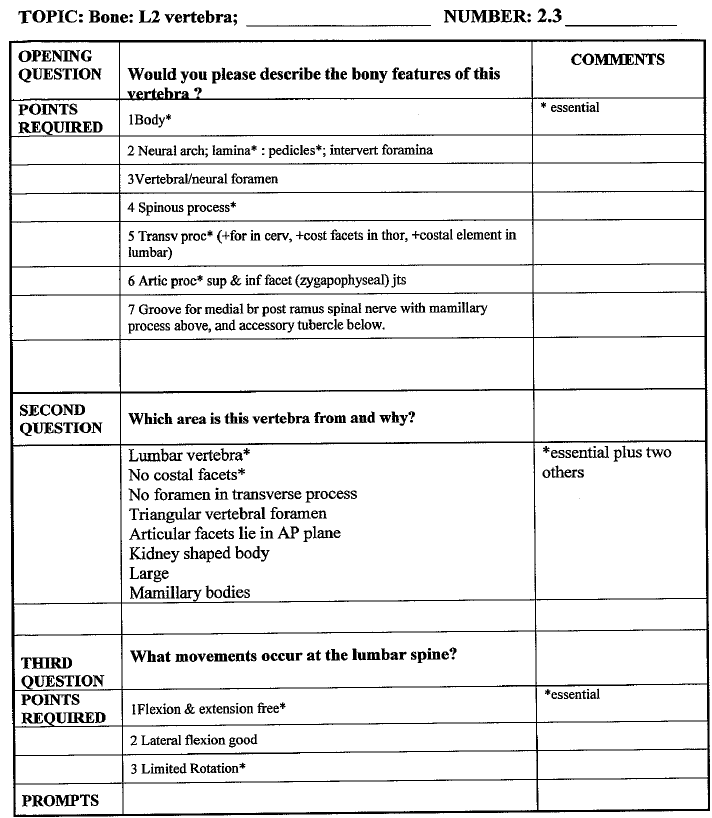 TOPIC: Bone: L2 vertebra; ____________________ NUMBER: 2.3____________
OPENING QUESTION
Would you please describe the bony features of this
vertebra ?
COMMENTS
POINTS REQUIRED
1Body*
* essential
2 Neural arch; lamina* : pedicles*; intervert foramina
3Vertebral/neural foramen
4 Spinous process*
5 Transv proc* (+for in cerv, +cost facets in thor, +costal element in
lumbar)
6 Artic proc* sup & inf facet (zygapophyseal) jts
7 Groove for medial br post ramus spinal nerve with mamillary
process above, and accessory tubercle below.
SECOND QUESTION
Which area is this vertebra from and why?
Lumbar vertebra*
*essential plus two
others
No costal facets*
No foramen in transverse process
Triangular vertebral foramen
Articular facets lie in AP plane
Kidney shaped body
Large
Mamillary bodies
THIRD QUESTION
What movements occur at the lumbar spine?
POINTS REQUIRED
1Flexion & extension free*
*essential
2 Lateral flexion good
3 Limited Rotation*
PROMPTS